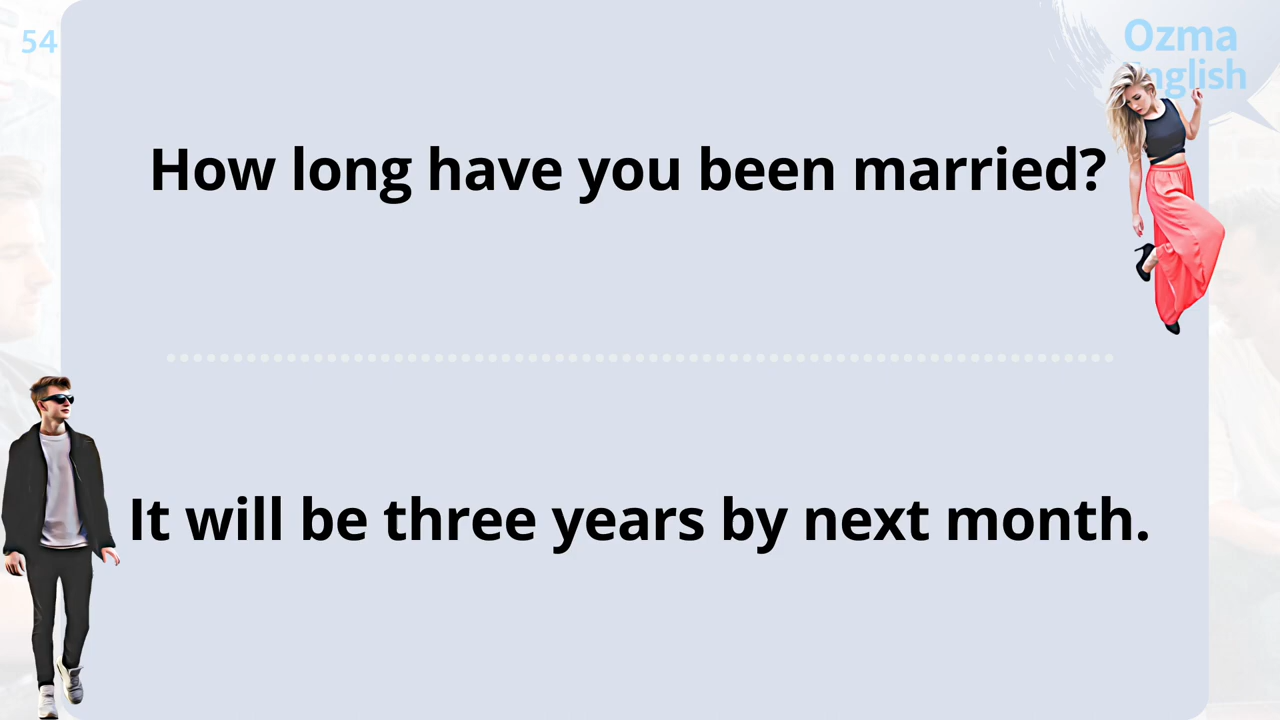 54
Ozma
English
How long have you been married?
It will be three years by next month.